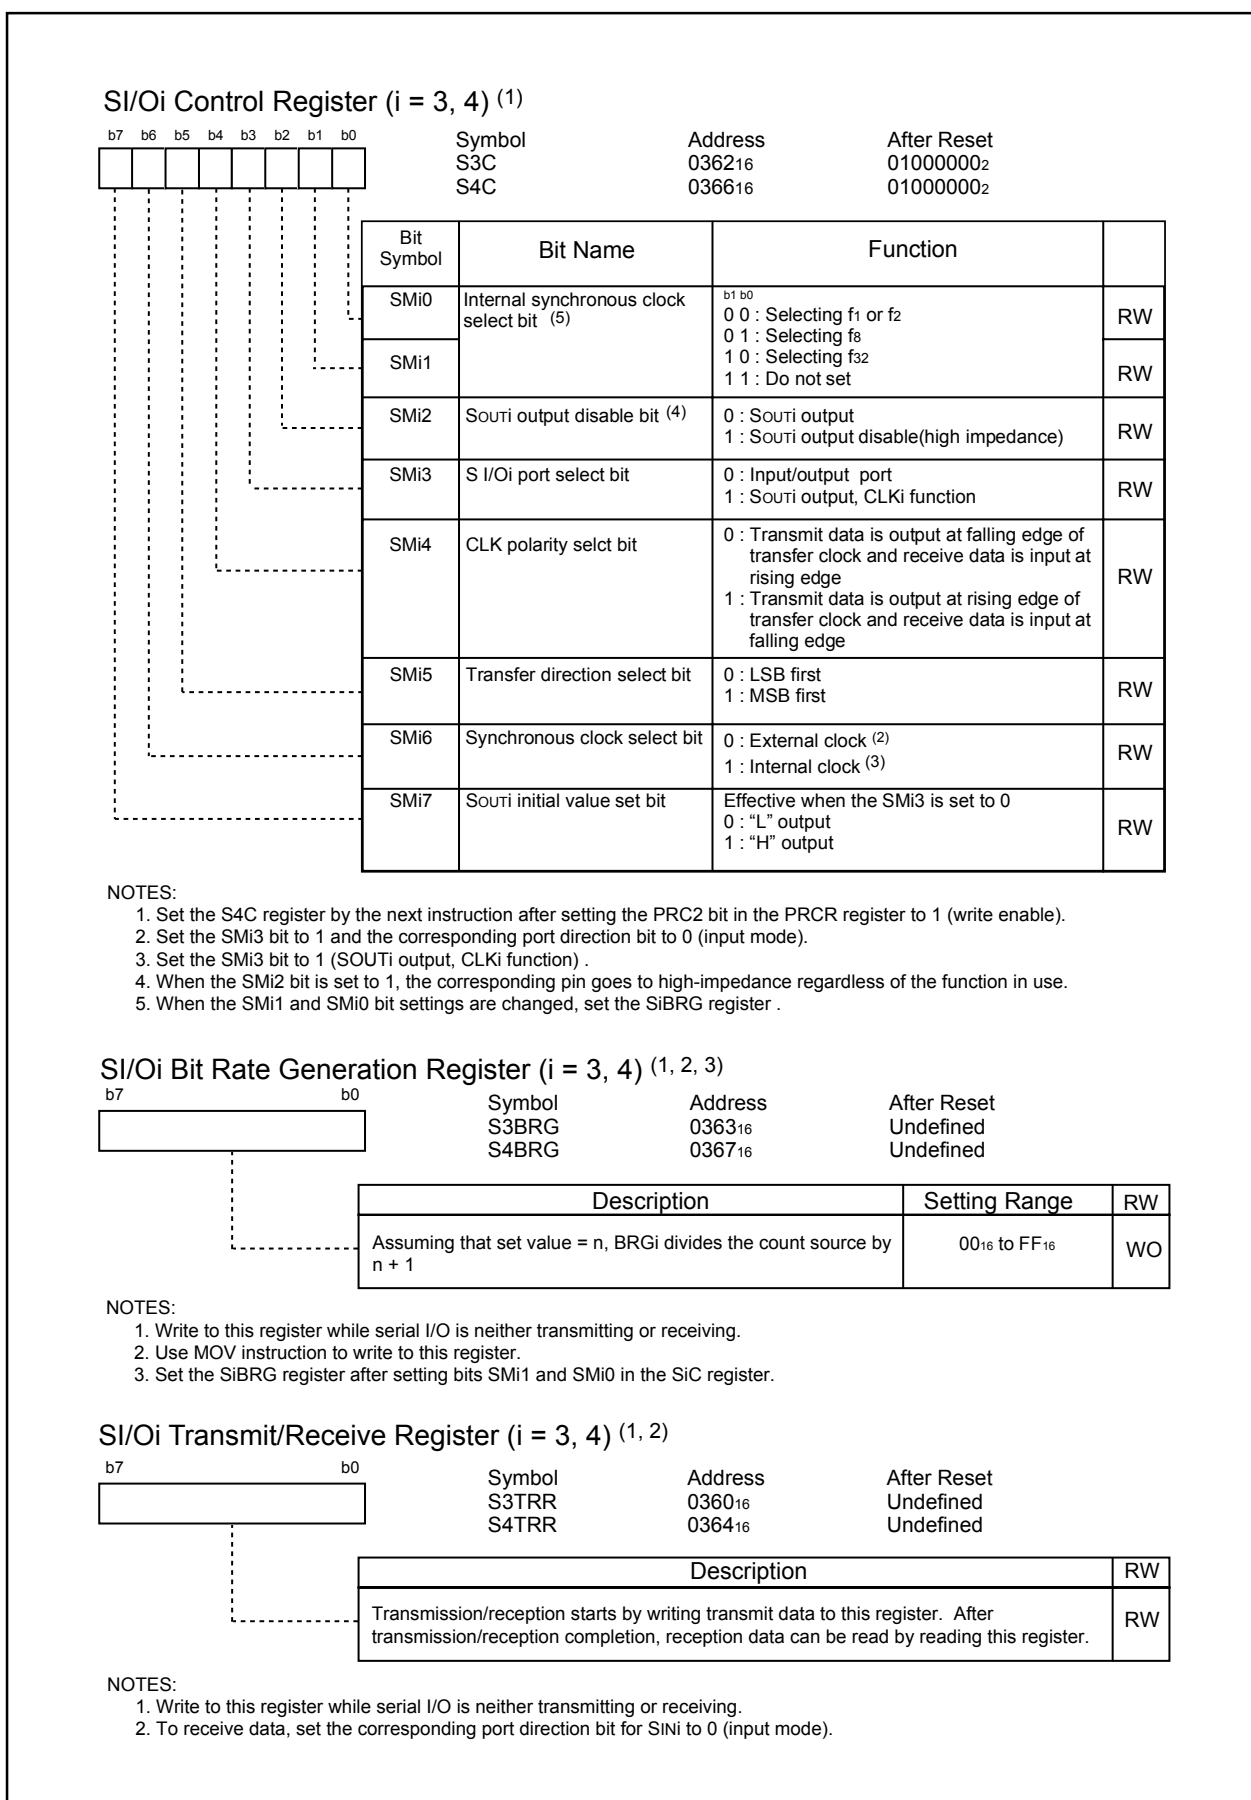 SI/Oi Control Register (i = 3, 4) (1)
b7 b6 b5 b4 b3 b2 b1 b0
Symbol Address After Reset
S3C 036216 010000002
S4C 036616 010000002
Bit Symbol Bit Name Function
SMi0 Internal synchronous clock select bit (5)
b1 b0
0 0 : Selecting f1 or f2
0 1 : Selecting f8
RW
SMi1
1 0 : Selecting f32
1 1 : Do not set
RW
SMi2 SOUTi output disable bit (4)
0 : SOUTi output
1 : SOUTi output disable(high impedance)
RW
SMi3 S I/Oi port select bit
0 : Input/output port
1 : SOUTi output, CLKi function
RW
SMi4 CLK polarity selct bit
0 : Transmit data is output at falling edge of
transfer clock and receive data is input at
rising edge
1 : Transmit data is output at rising edge of
transfer clock and receive data is input at
falling edge
RW
SMi5 Transfer direction select bit
0 : LSB first
1 : MSB first
RW
SMi6 Synchronous clock select bit
0 : External clock (2)
1 : Internal clock (3)
RW
SMi7 SOUTi initial value set bit
Effective when the SMi3 is set to 0
0 : “L” output
1 : “H” output
RW
NOTES:
1. Set the S4C register by the next instruction after setting the PRC2 bit in the PRCR register to 1 (write enable).
2. Set the SMi3 bit to 1 and the corresponding port direction bit to 0 (input mode).
3. Set the SMi3 bit to 1 (SOUTi output, CLKi function) .
4. When the SMi2 bit is set to 1, the corresponding pin goes to high-impedance regardless of the function in use.
5. When the SMi1 and SMi0 bit settings are changed, set the SiBRG register .
SI/Oi Bit Rate Generation Register (i = 3, 4) (1, 2, 3)
b7 b0
Symbol Address After Reset
S3BRG 036316 Undefined
S4BRG 036716 Undefined
Description Setting Range RW
Assuming that set value = n, BRGi divides the count source by
n + 1
0016 to FF16 WO
NOTES:
1. Write to this register while serial I/O is neither transmitting or receiving.
2. Use MOV instruction to write to this register.
3. Set the SiBRG register after setting bits SMi1 and SMi0 in the SiC register.
SI/Oi Transmit/Receive Register (i = 3, 4) (1, 2)
b7 b0
Symbol Address After Reset
S3TRR 036016 Undefined
S4TRR 036416 Undefined
Description RW
Transmission/reception starts by writing transmit data to this register. After
transmission/reception completion, reception data can be read by reading this register.
RW
NOTES:
1. Write to this register while serial I/O is neither transmitting or receiving.
2. To receive data, set the corresponding port direction bit for SINi to 0 (input mode).